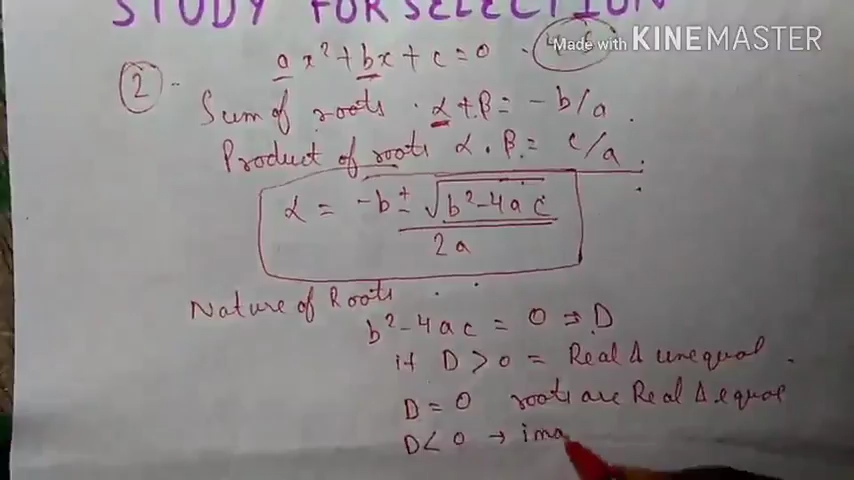 STUDY FOR SELECTION
Made with KINEMASTER
② ax² + bx + c = 0
Sum of roots · α + β = -b/a .
Product of roots α . β = c/a .
α = -b ± √b²-4ac / 2a
Nature of Roots
b²-4ac = 0 ⇒ D
if D > 0 = Real & unequal .
D = 0 roots are Real & equal
D < 0 → ima